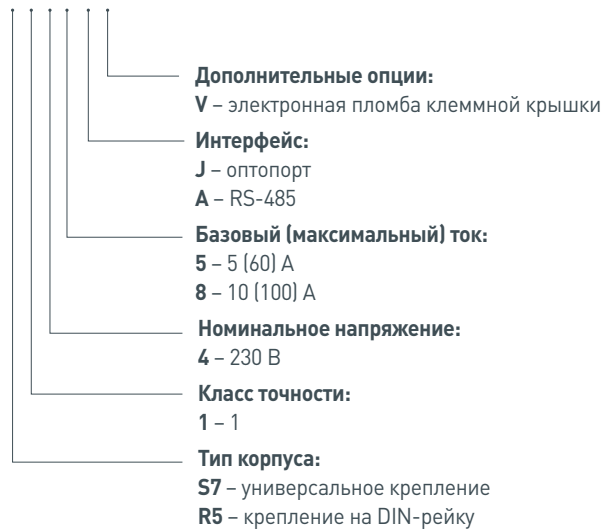 Дополнительные опции:
V – электронная пломба клеммной крышки
Интерфейс:
J – оптопорт
A – RS-485
Базовый (максимальный) ток:
5 – 5 (60) А
8 – 10 (100) А
Номинальное напряжение:
4 – 230 В
Класс точности:
1 – 1
Тип корпуса:
S7 – универсальное крепление
R5 – крепление на DIN-рейку